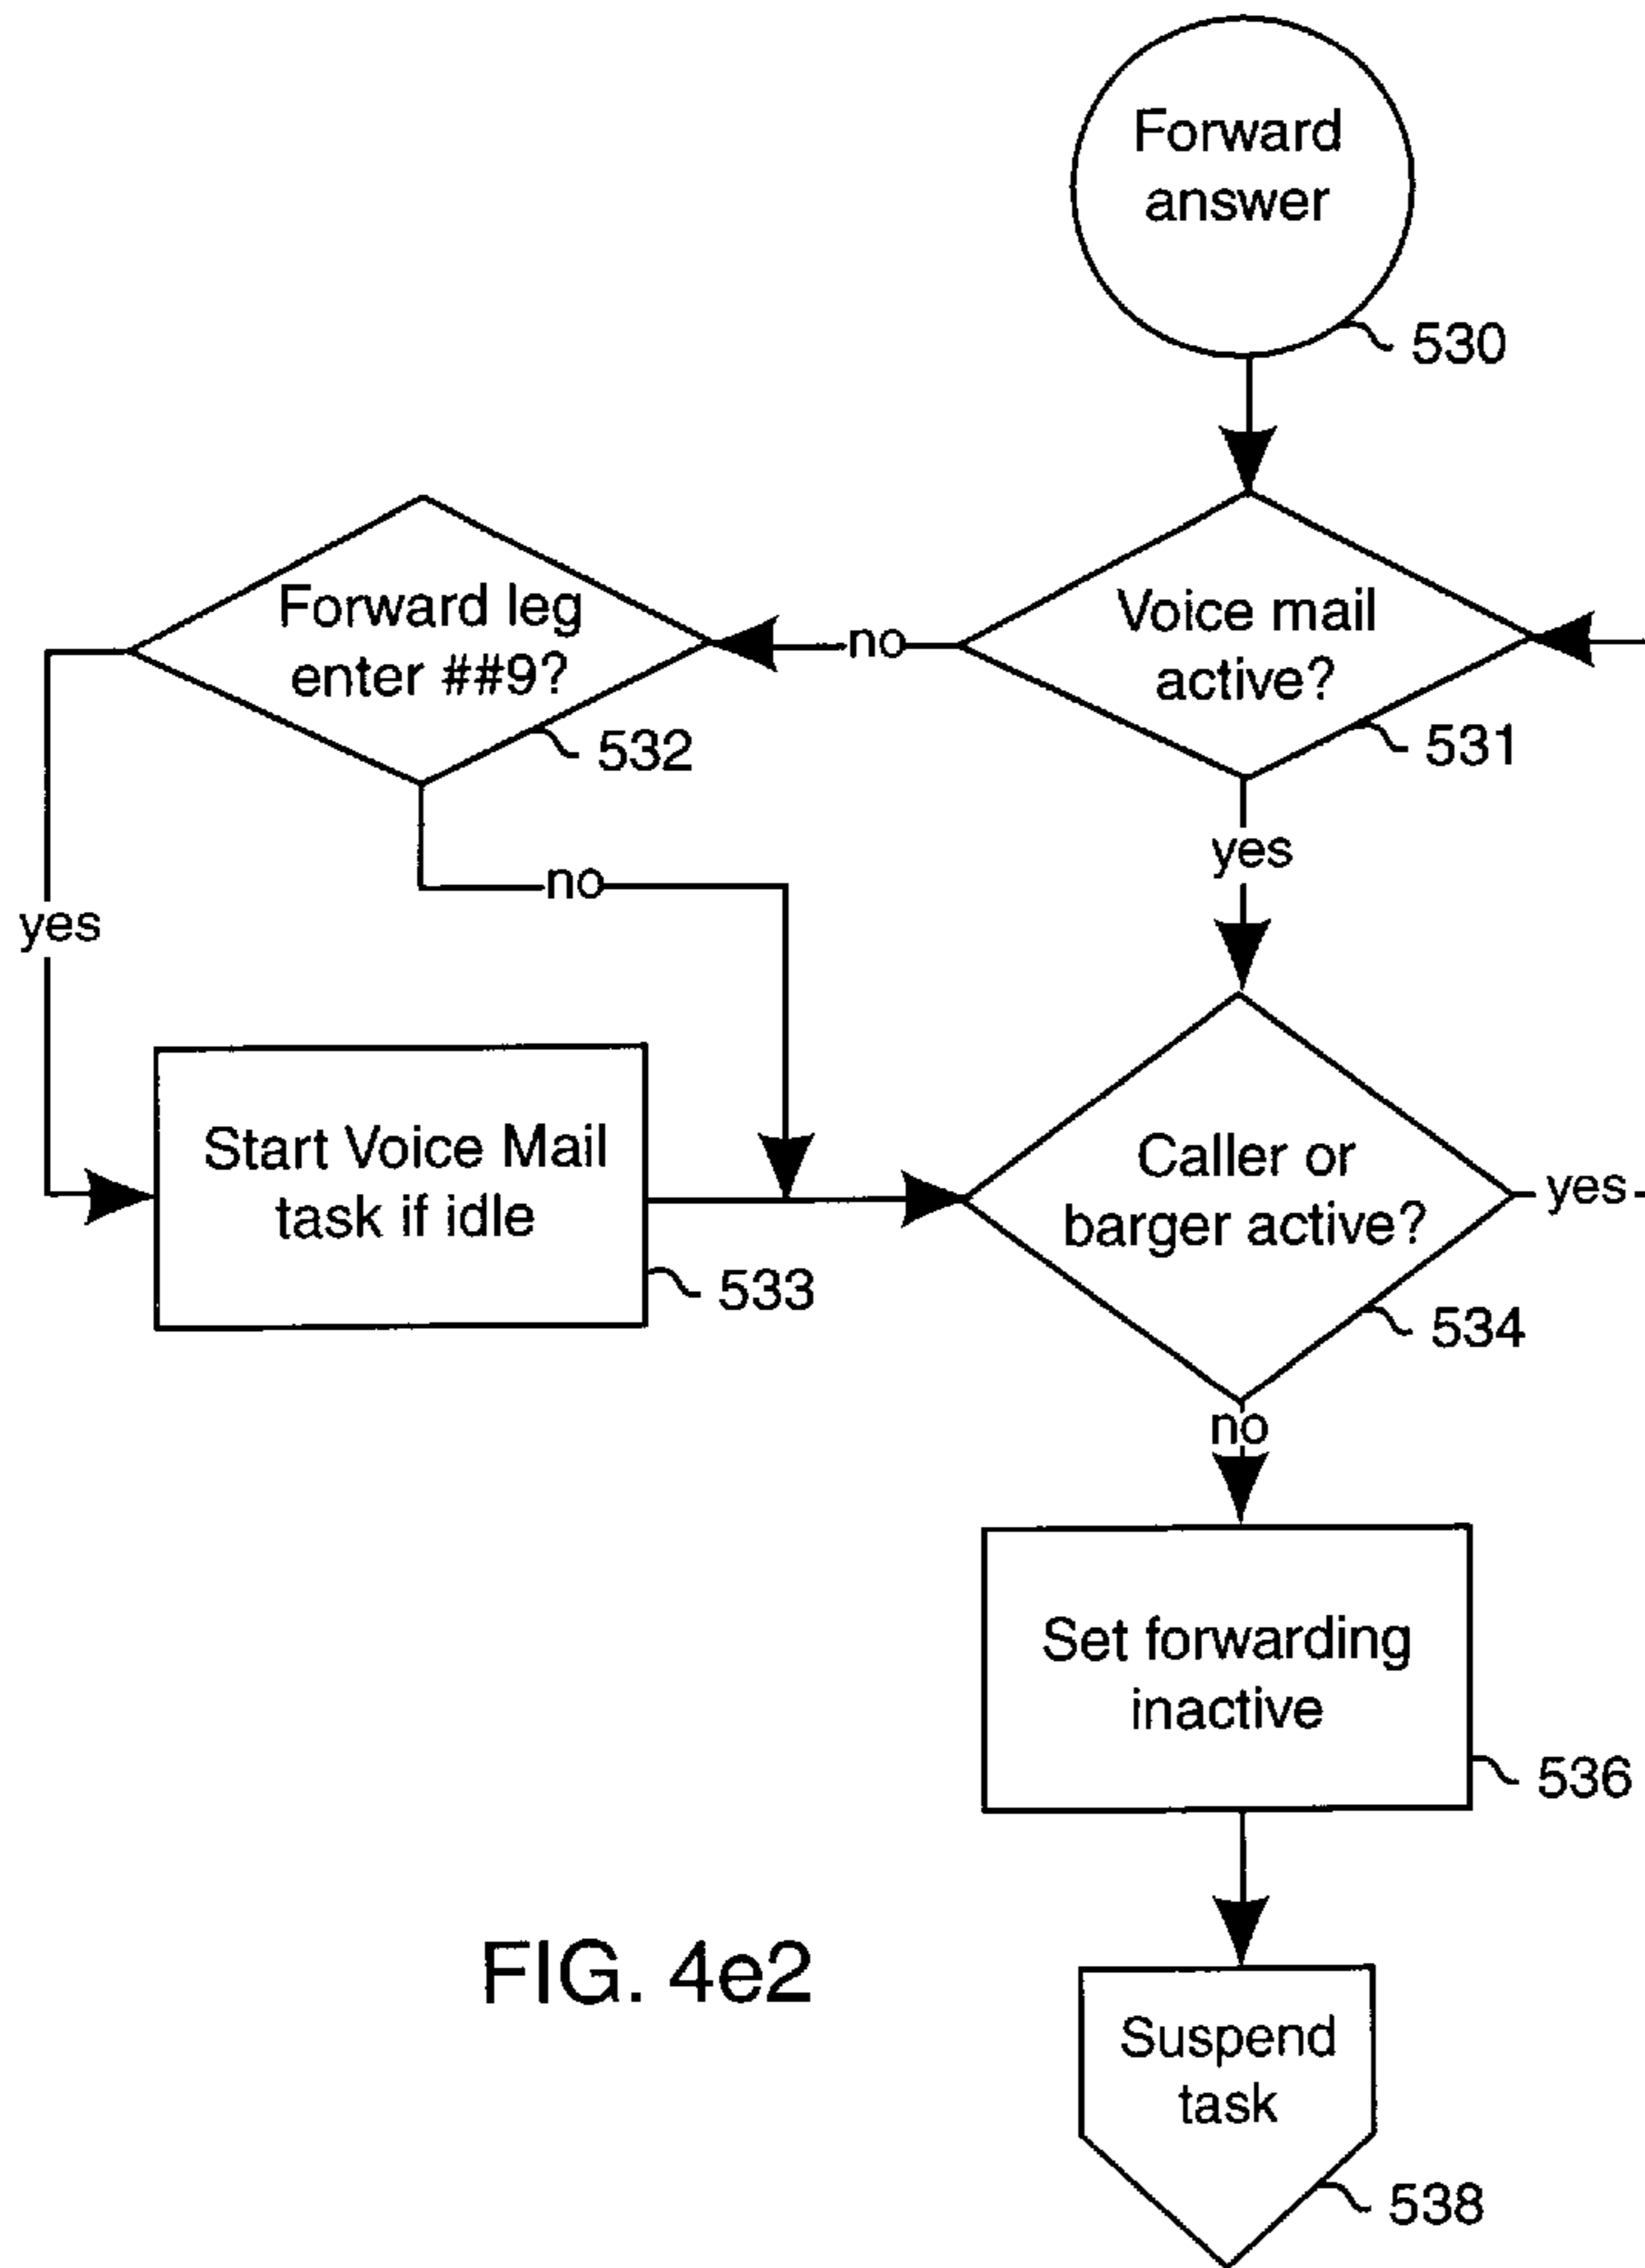 Forward
answer
530
Forward leg
enter ##9?
532
no
Voice mail
active?
531
yes
no
yes
Start Voice Mail
task if idle
533
Caller or
barger active?
yes
534
no
Set forwarding
inactive
536
FIG. 4e2
Suspend
task
538